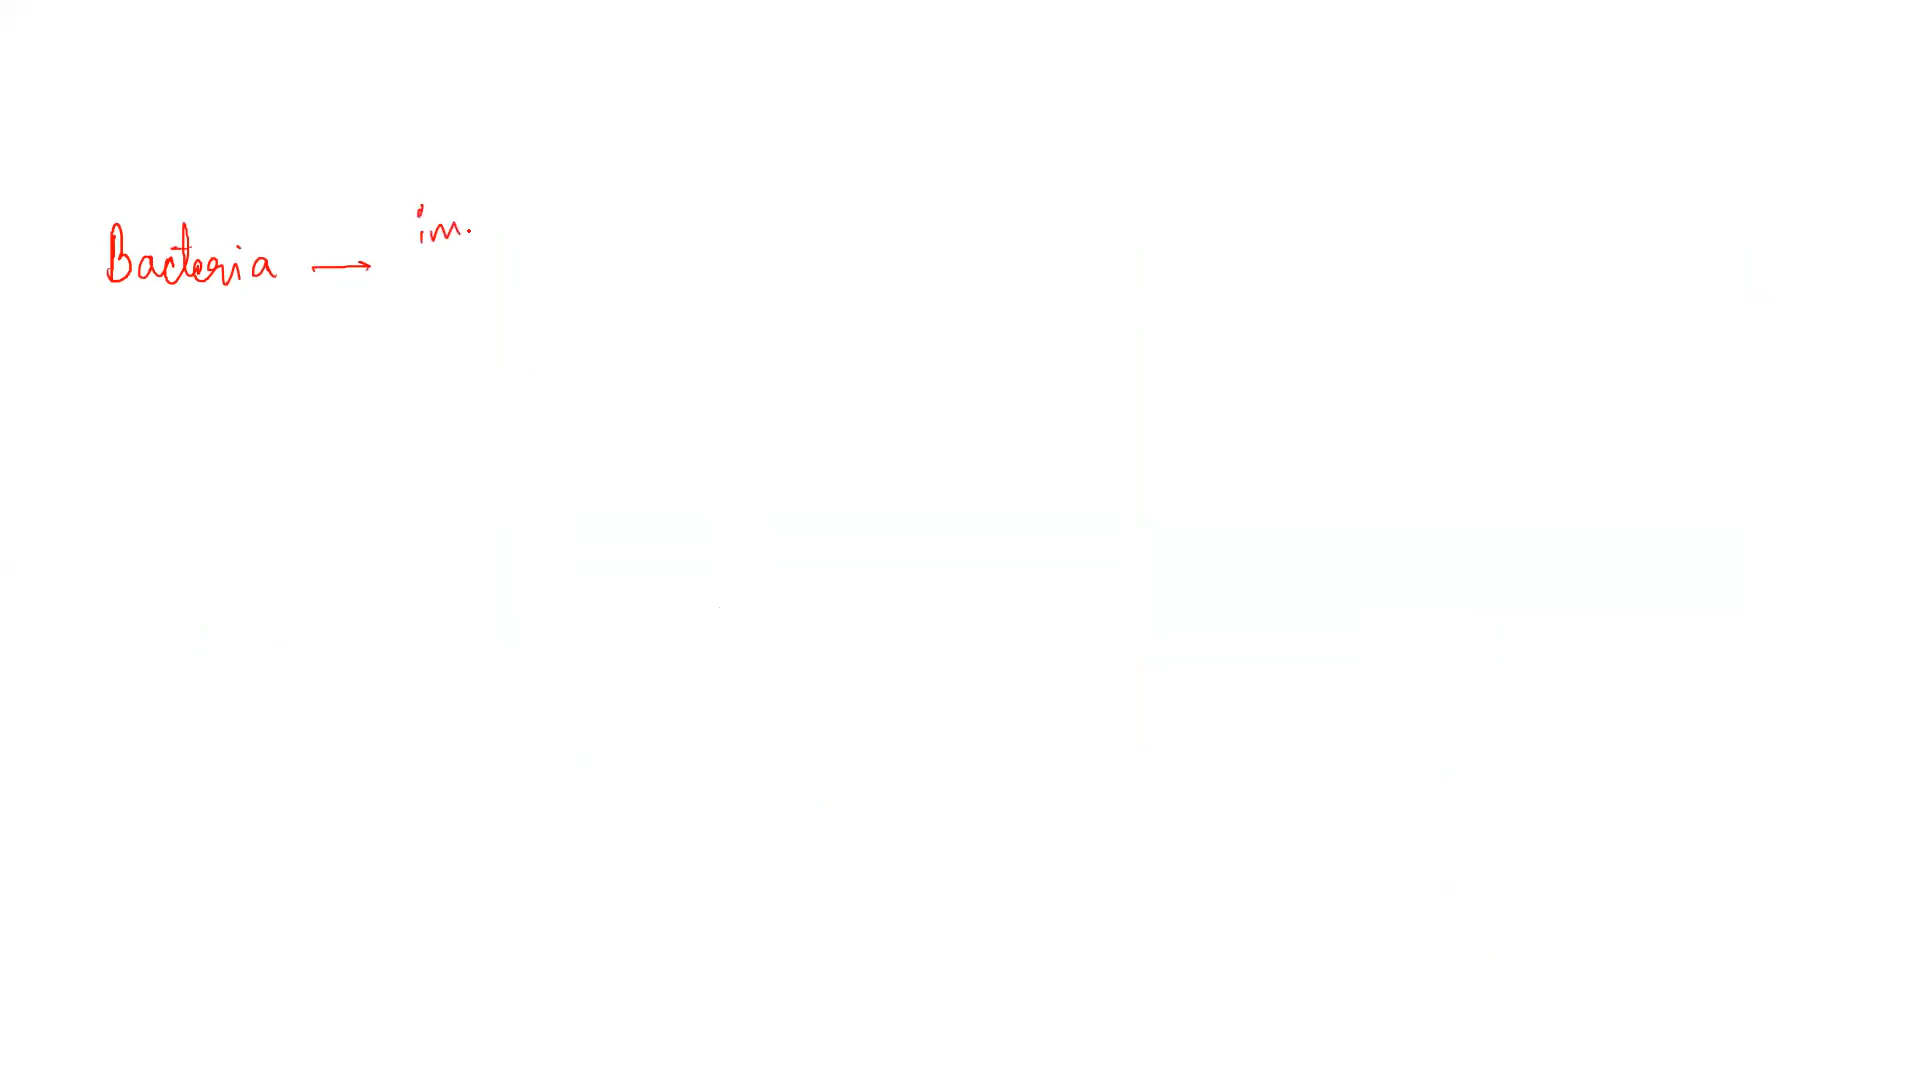 Bacteria → im.